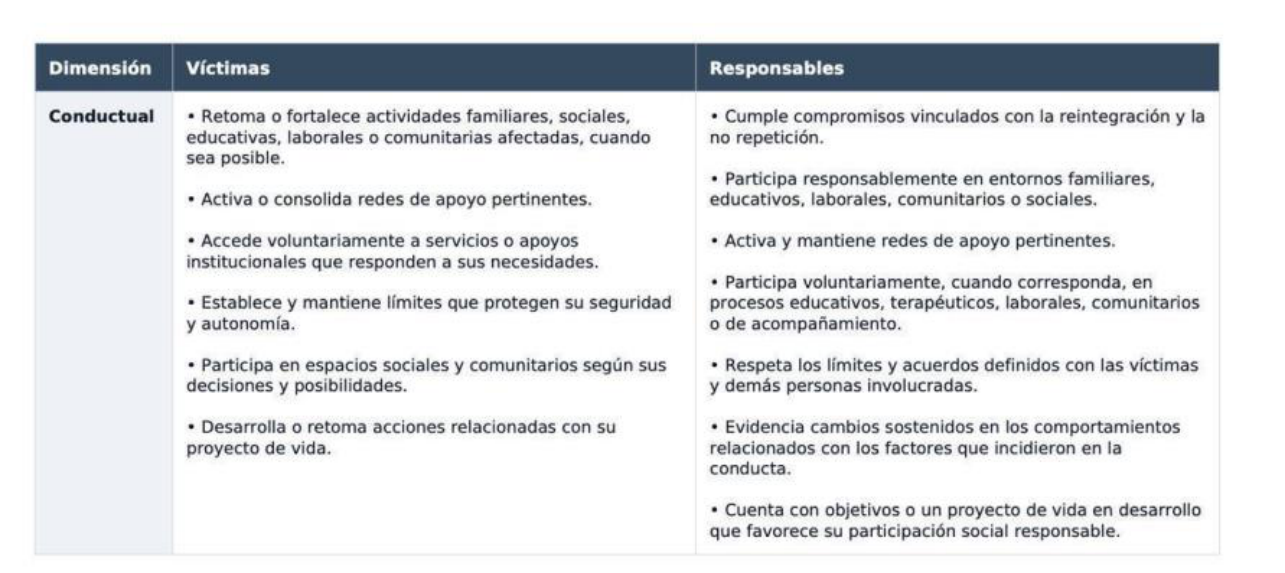 Dimensión
Víctimas
Responsables
Conductual
• Retoma o fortalece actividades familiares, sociales,
educativas, laborales o comunitarias afectadas, cuando
sea posible.
• Activa o consolida redes de apoyo pertinentes.
• Accede voluntariamente a servicios o apoyos
institucionales que responden a sus necesidades.
• Establece y mantiene límites que protegen su seguridad
y autonomía.
• Participa en espacios sociales y comunitarios según sus
decisiones y posibilidades.
• Desarrolla o retoma acciones relacionadas con su
proyecto de vida.
• Cumple compromisos vinculados con la reintegración y la
no repetición.
• Participa responsablemente en entornos familiares,
educativos, laborales, comunitarios o sociales.
• Activa y mantiene redes de apoyo pertinentes.
• Participa voluntariamente, cuando corresponda, en
procesos educativos, terapéuticos, laborales, comunitarios
o de acompañamiento.
• Respeta los límites y acuerdos definidos con las víctimas
y demás personas involucradas.
• Evidencia cambios sostenidos en los comportamientos
relacionados con los factores que incidieron en la
conducta.
• Cuenta con objetivos o un proyecto de vida en desarrollo
que favorece su participación social responsable.